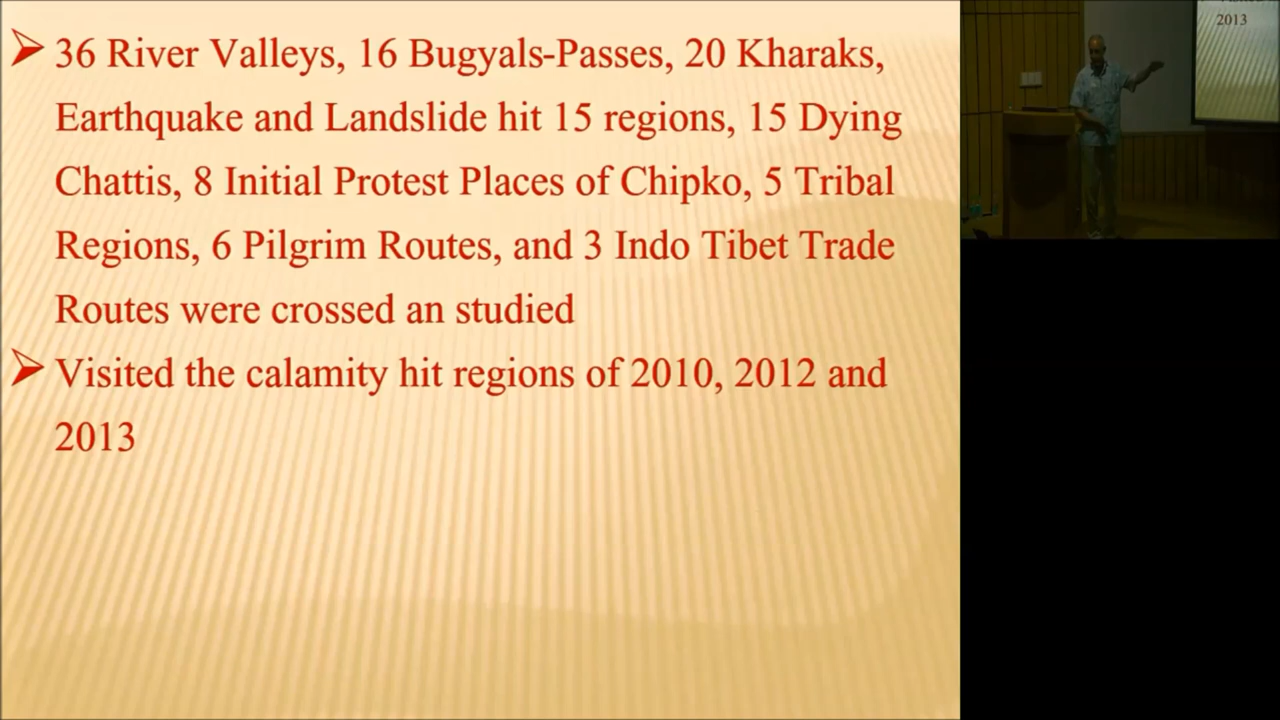 36 River Valleys, 16 Bugyals-Passes, 20 Kharaks,
Earthquake and Landslide hit 15 regions, 15 Dying
Chattis, 8 Initial Protest Places of Chipko, 5 Tribal
Regions, 6 Pilgrim Routes, and 3 Indo Tibet Trade
Routes were crossed an studied
Visited the calamity hit regions of 2010, 2012 and
2013
2013